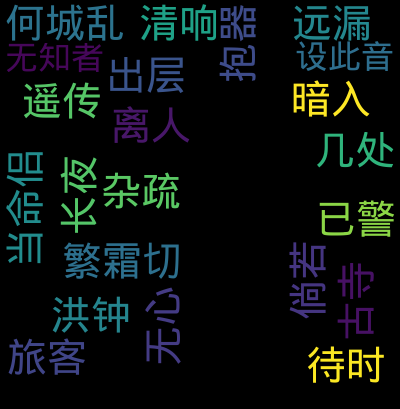 何城乱
清响
抱器
远漏
无知者
设此音
出层
遥传
暗入
离人
几处
当命侣
长夜
杂疏
已警
繁霜切
倘若
古寺
洪钟
无心
旅客
待时